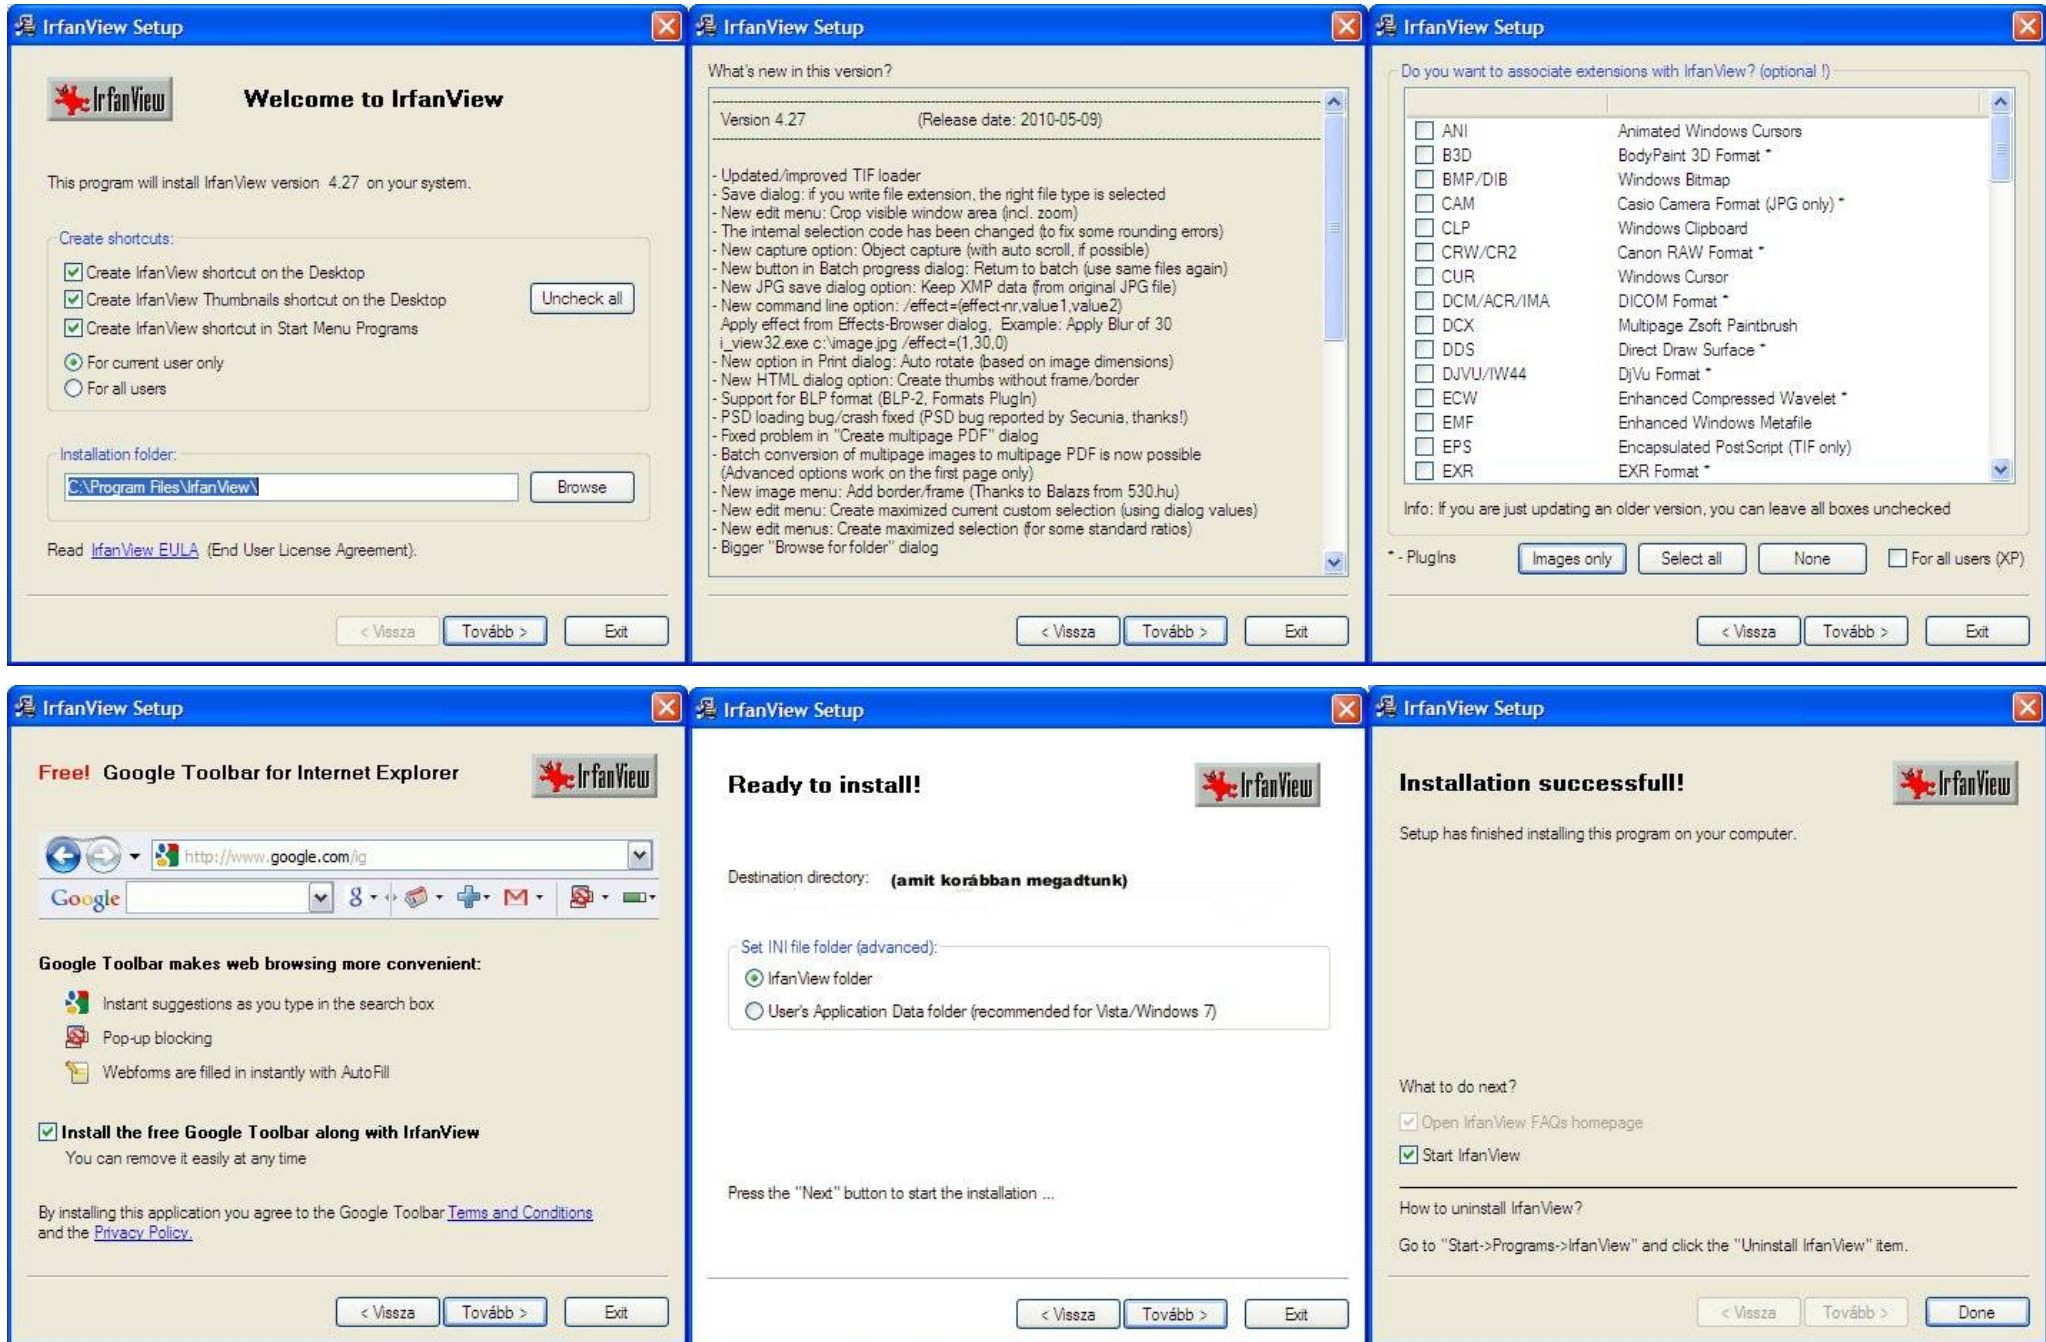 IrfanView Setup
IrfanView
Welcome to IrfanView
This program will install IrfanView version 4.27 on your system.
Create shortcuts:
Create IrfanView shortcut on the Desktop
Create IrfanView Thumbnails shortcut on the Desktop
Uncheck all
Create IrfanView shortcut in Start Menu Programs
For current user only
For all users
Installation folder:
C:\Program Files\IrfanView\
Browse
Read IrfanView EULA (End User License Agreement).
< Vissza
Tovább >
Exit
IrfanView Setup
What's new in this version?
Version 4.27 (Release date: 2010-05-09)
- Updated/improved TIF loader
- Save dialog: if you write file extension, the right file type is selected
- New edit menu: Crop visible window area (incl. zoom)
- The internal selection code has been changed (to fix some rounding errors)
- New capture option: Object capture (with auto scroll, if possible)
- New button in Batch progress dialog: Return to batch (use same files again)
- New JPG save dialog option: Keep XMP data (from original JPG file)
- New command line option: /effect=(effect-nr,value1,value2)
Apply effect from Effects-Browser dialog, Example: Apply Blur of 30
i_view32.exe c:\image.jpg /effect=(1,30,0)
- New option in Print dialog: Auto rotate (based on image dimensions)
- New HTML dialog option: Create thumbs without frame/border
- Support for BLP format (BLP-2, Formats PlugIn)
- PSD loading bug/crash fixed (PSD bug reported by Secunia, thanks!)
- Fixed problem in "Create multipage PDF" dialog
- Batch conversion of multipage images to multipage PDF is now possible
(Advanced options work on the first page only)
- New image menu: Add border/frame (Thanks to Balazs from 530.hu)
- New edit menu: Create maximized current custom selection (using dialog values)
- New edit menus: Create maximized selection (for some standard ratios)
- Bigger "Browse for folder" dialog
< Vissza
Tovább >
Exit
IrfanView Setup
Do you want to associate extensions with IrfanView? (optional !)
ANI Animated Windows Cursors
B3D BodyPaint 3D Format *
BMP/DIB Windows Bitmap
CAM Casio Camera Format (JPG only) *
CLP Windows Clipboard
CRW/CR2 Canon RAW Format *
CUR Windows Cursor
DCM/ACR/IMA DICOM Format *
DCX Multipage Zsoft Paintbrush
DDS Direct Draw Surface *
DJVU/IW44 DjVu Format *
ECW Enhanced Compressed Wavelet *
EMF Enhanced Windows Metafile
EPS Encapsulated PostScript (TIF only)
EXR EXR Format *
Info: If you are just updating an older version, you can leave all boxes unchecked
* - PlugIns
Images only
Select all
None
For all users (XP)
< Vissza
Tovább >
Exit
IrfanView Setup
Free! Google Toolbar for Internet Explorer
IrfanView
http://www.google.com/ig
Google
Google Toolbar makes web browsing more convenient:
Instant suggestions as you type in the search box
Pop-up blocking
Webforms are filled in instantly with AutoFill
Install the free Google Toolbar along with IrfanView
You can remove it easily at any time
By installing this application you agree to the Google Toolbar Terms and Conditions
and the Privacy Policy.
< Vissza
Tovább >
Exit
IrfanView Setup
Ready to install!
IrfanView
Destination directory: (amit korábban megadtunk)
Set INI file folder (advanced):
IrfanView folder
User's Application Data folder (recommended for Vista/Windows 7)
Press the "Next" button to start the installation ...
< Vissza
Tovább >
Exit
IrfanView Setup
Installation successfull!
IrfanView
Setup has finished installing this program on your computer.
What to do next?
Open IrfanView FAQs homepage
Start IrfanView
How to uninstall IrfanView?
Go to "Start->Programs->IrfanView" and click the "Uninstall IrfanView" item.
< Vissza
Tovább >
Done